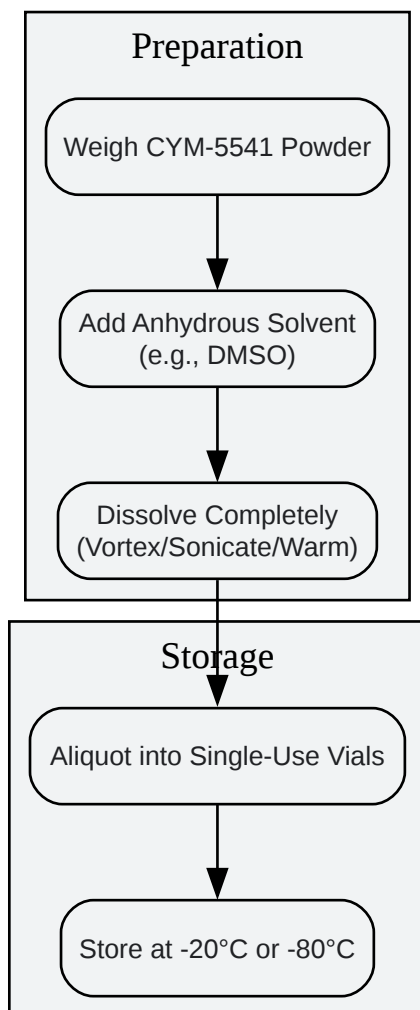 Preparation
Weigh CYM-5541 Powder
Add Anhydrous Solvent
(e.g., DMSO)
Dissolve Completely
(Vortex/Sonicate/Warm)
Storage
Aliquot into Single-Use Vials
Store at -20°C or -80°C